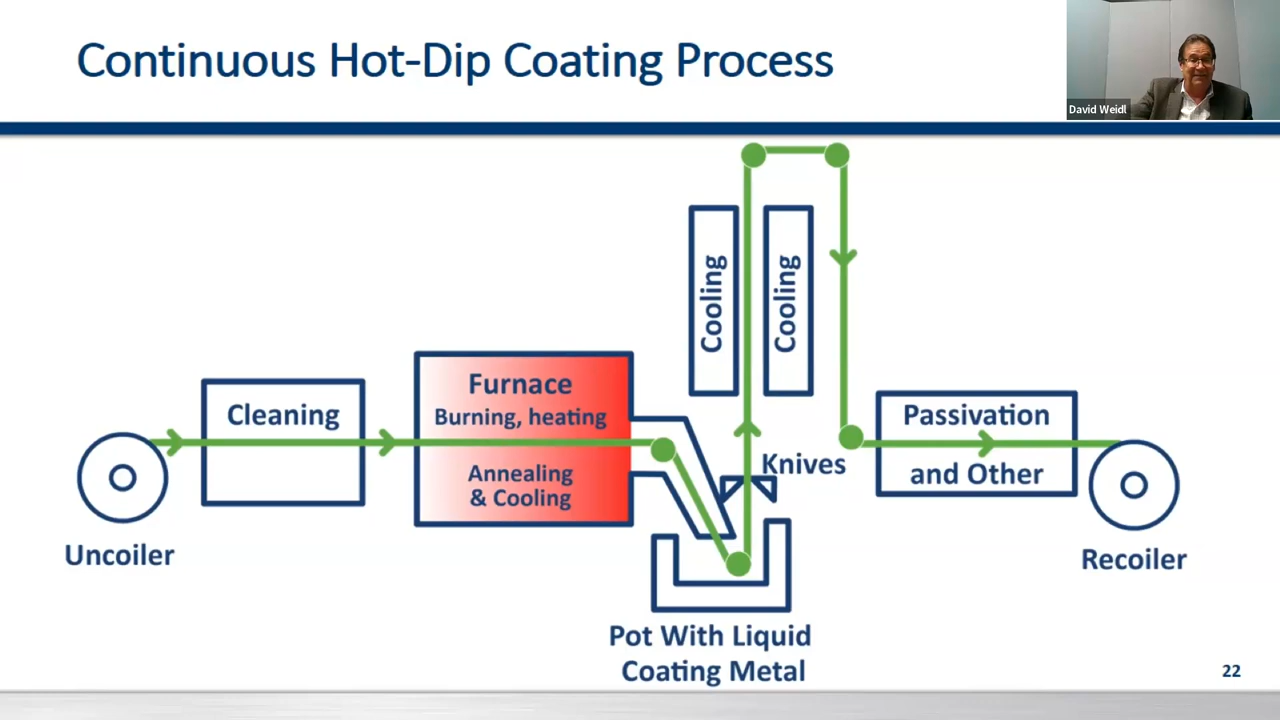 Continuous Hot-Dip Coating Process
David Weidl
Cooling
Cooling
Furnace
Burning, heating
Annealing
& Cooling
Cleaning
Passivation
and Other
Knives
Uncoiler
Recoiler
Pot With Liquid
Coating Metal
22